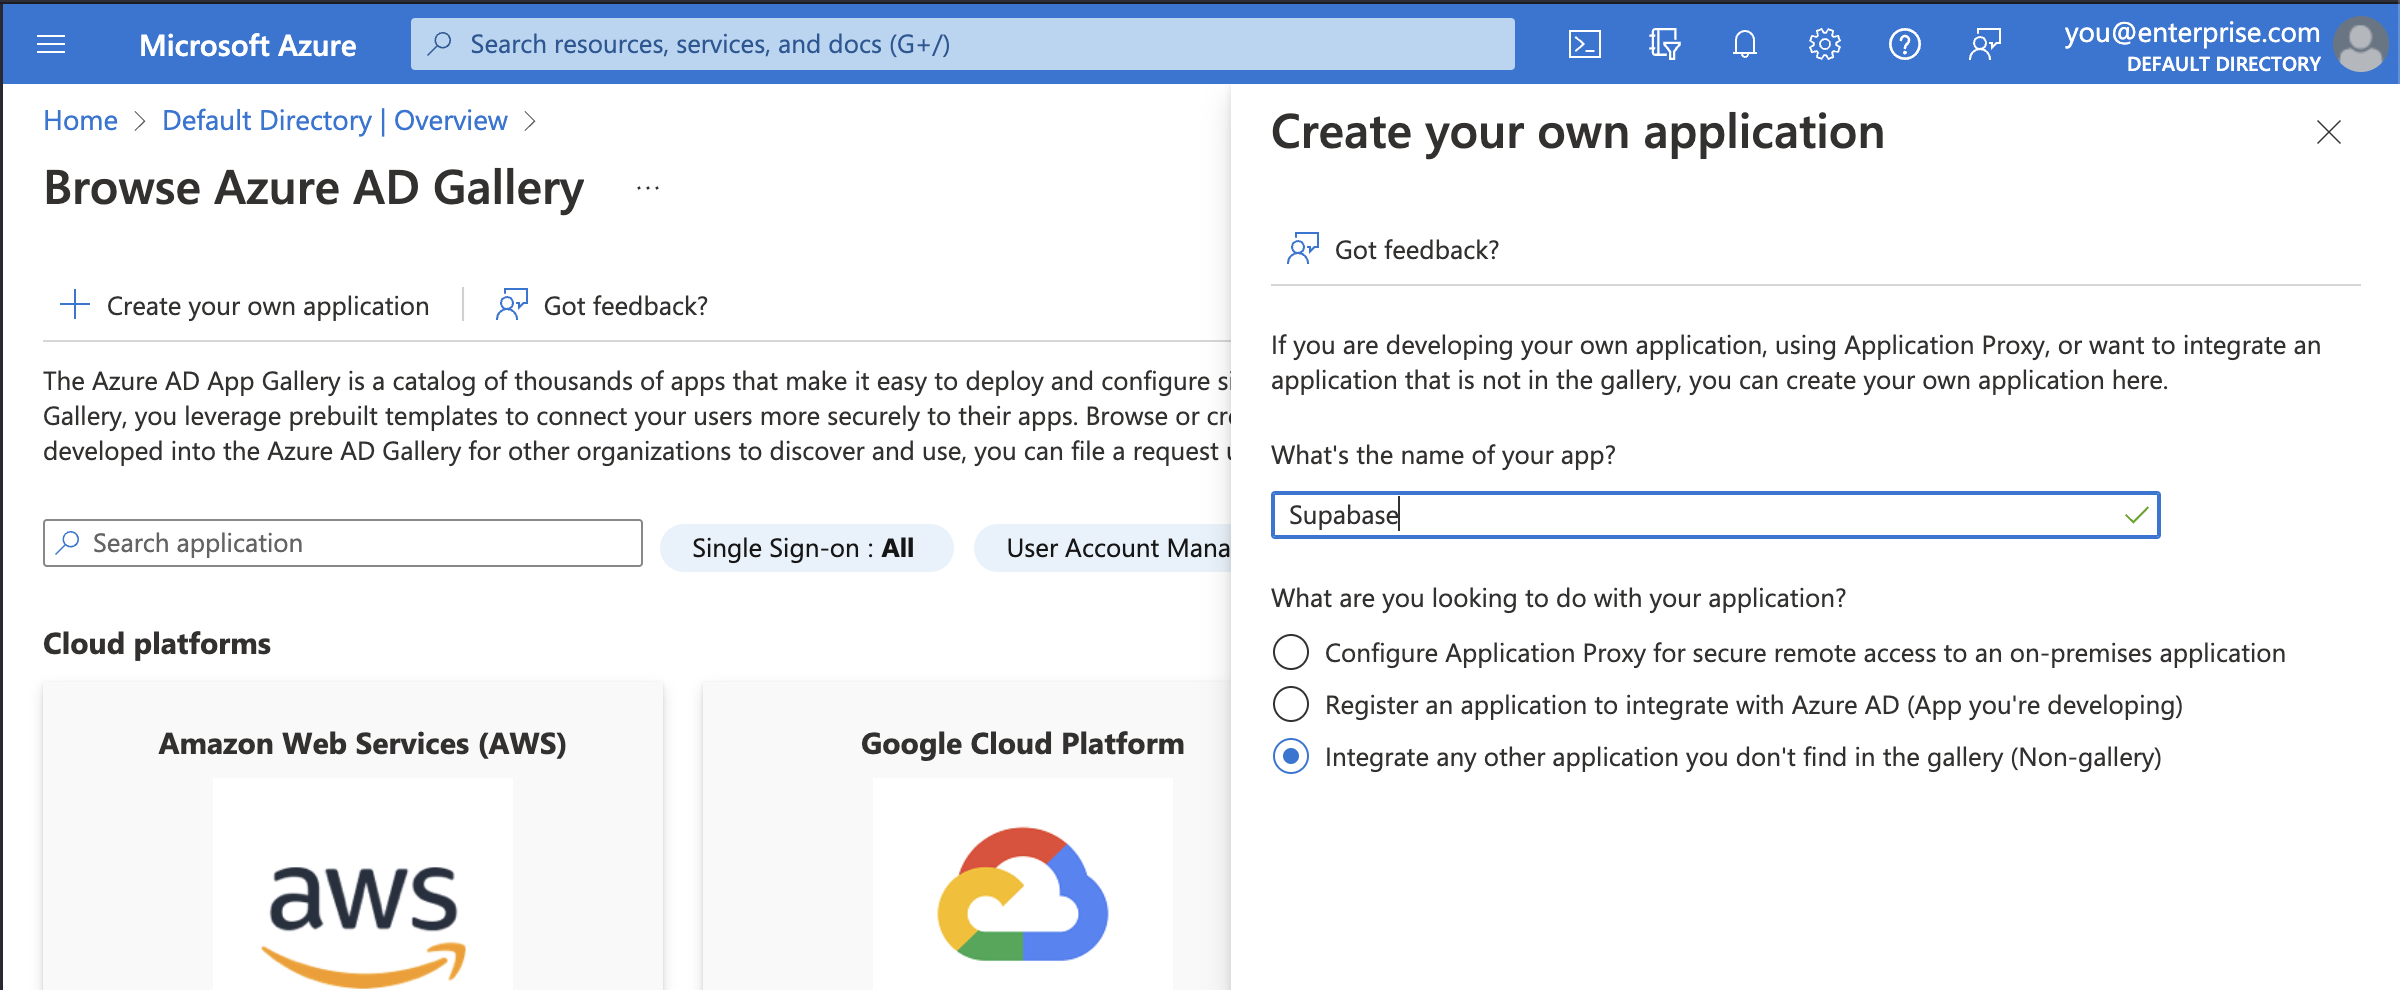 Microsoft Azure
Search resources, services, and docs (G+/)
you@enterprise.com
DEFAULT DIRECTORY
Home > Default Directory | Overview >
Browse Azure AD Gallery ...
Create your own application
Got feedback?
The Azure AD App Gallery is a catalog of thousands of apps that make it easy to deploy and configure
Gallery, you leverage prebuilt templates to connect your users more securely to their apps. Browse or
developed into the Azure AD Gallery for other organizations to discover and use, you can file a request
Search application
Single Sign-on : All
User Account
Cloud platforms
Amazon Web Services (AWS)
aws
Google Cloud Platform
Create your own application
Got feedback?
If you are developing your own application, using Application Proxy, or want to integrate an
application that is not in the gallery, you can create your own application here.
What's the name of your app?
Supabase
What are you looking to do with your application?
Configure Application Proxy for secure remote access to an on-premises application
Register an application to integrate with Azure AD (App you're developing)
Integrate any other application you don't find in the gallery (Non-gallery)